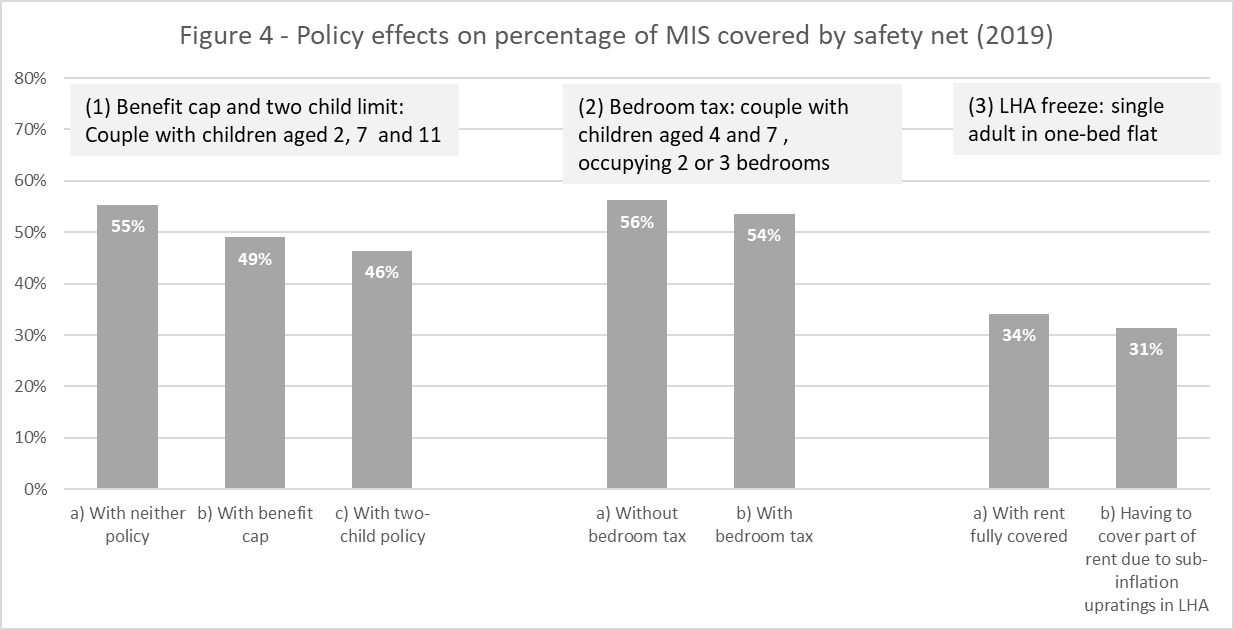 Figure 4 - Policy effects on percentage of MIS covered by safety net (2019)
80%
70%
60%
50%
40%
30%
20%
10%
0%
(1) Benefit cap and two child limit:
Couple with children aged 2, 7  and 11
55%
49%
46%
a) With neither
policy
b) With benefit
cap
c) With two-
child policy
(2) Bedroom tax: couple with
children aged 4 and 7 ,
occupying 2 or 3 bedrooms
56%
54%
a) Without
bedroom tax
b) With
bedroom tax
(3) LHA freeze: single
adult in one-bed flat
34%
31%
a) With rent
fully covered
b) Having to
cover part of
rent due to sub-
inflation
upratings in LHA